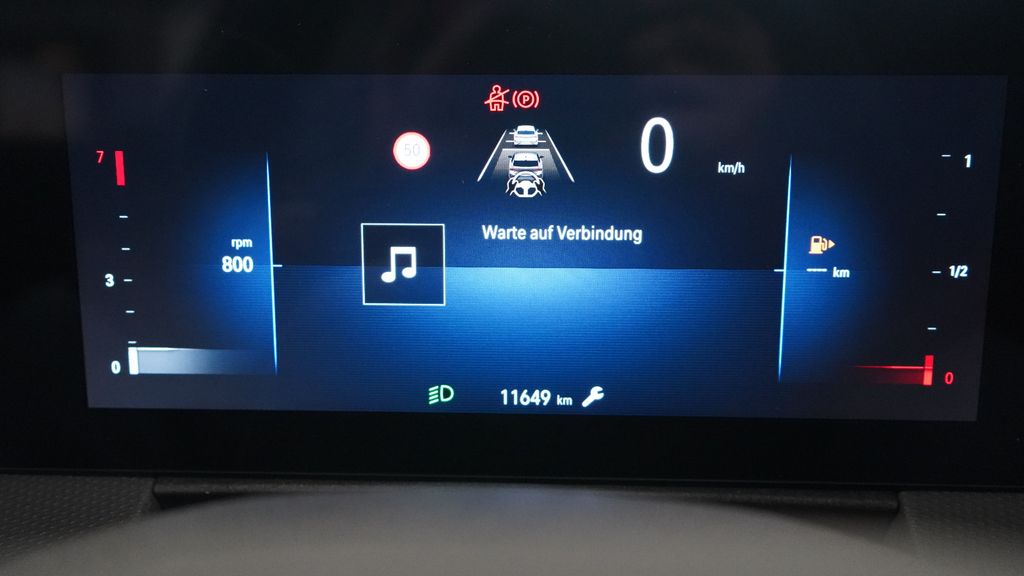 50
0
km/h
7
3
0
rpm
800
Warte auf Verbindung
---- km
1
1/2
0
11649 km